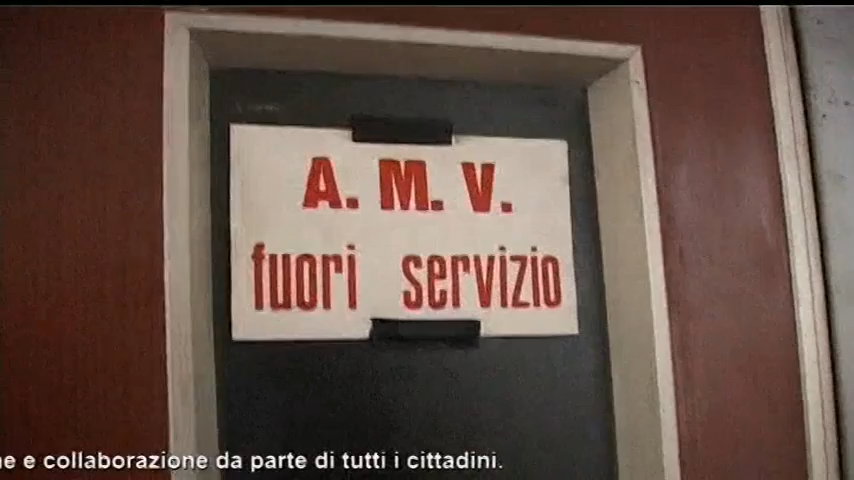 A. M. V.
fuori servizio
e collaborazione da parte di tutti i cittadini.